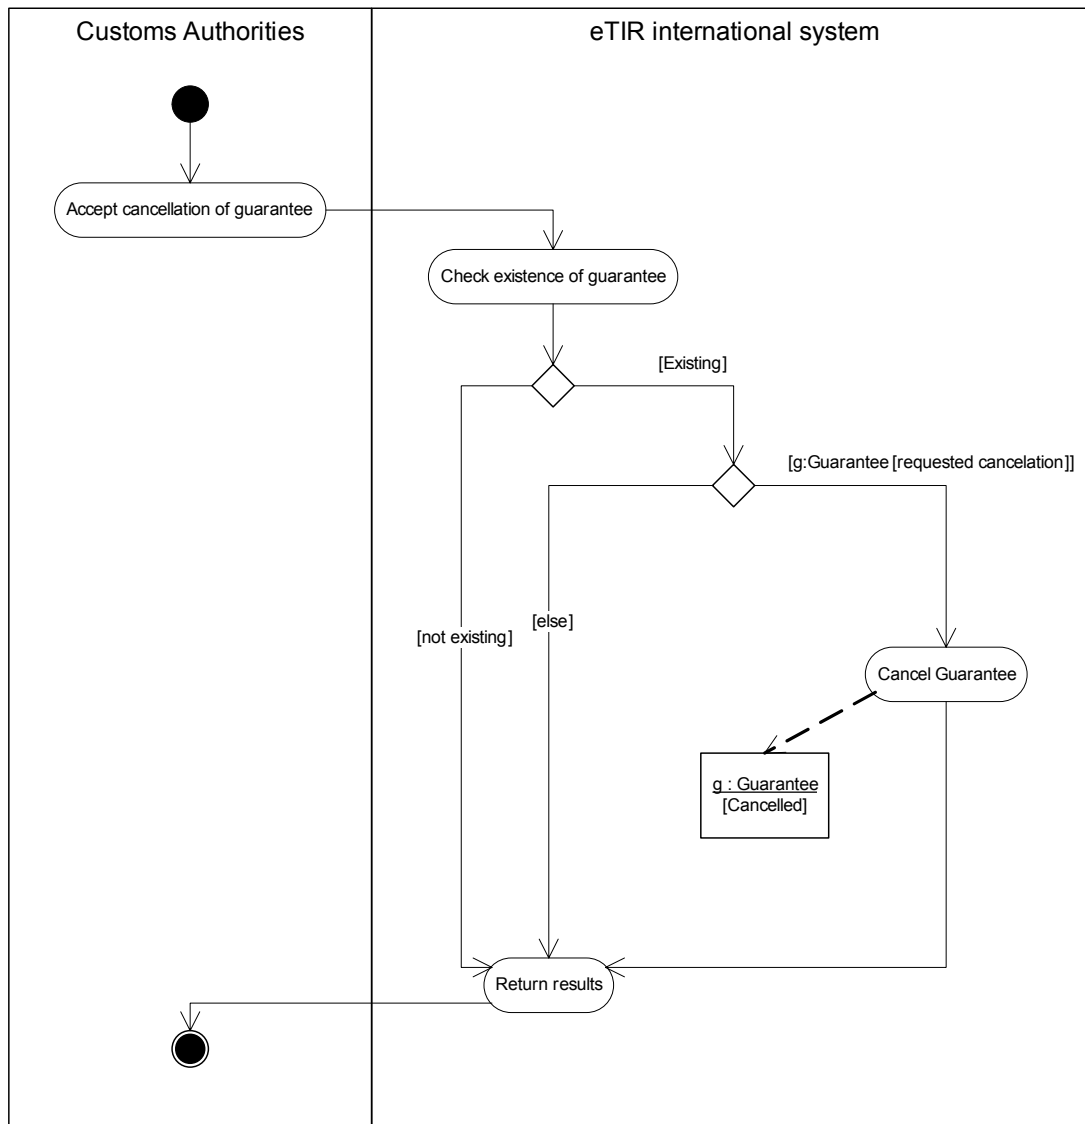 Customs Authorities
eTIR international system
Accept cancellation of guarantee
Check existence of guarantee
[Existing]
[g:Guarantee [requested cancelation]]
[not existing]
[else]
Cancel Guarantee
g : Guarantee
[Cancelled]
Return results